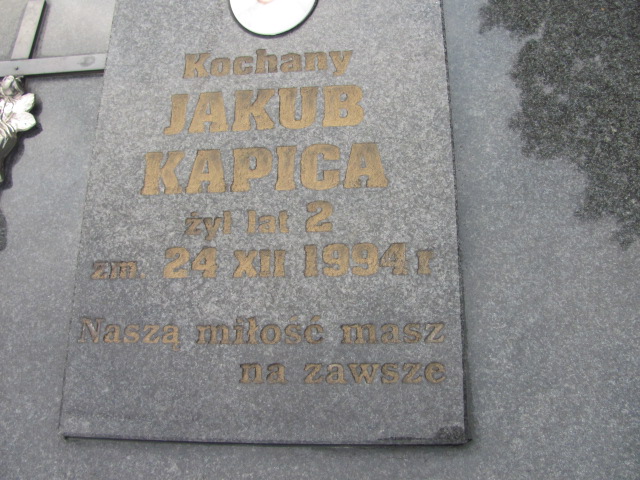 Kochany
JAKUB
KAPICA
żył lat 2
zm. 24 XII 1994 r
Naszą miłość masz
na zawsze